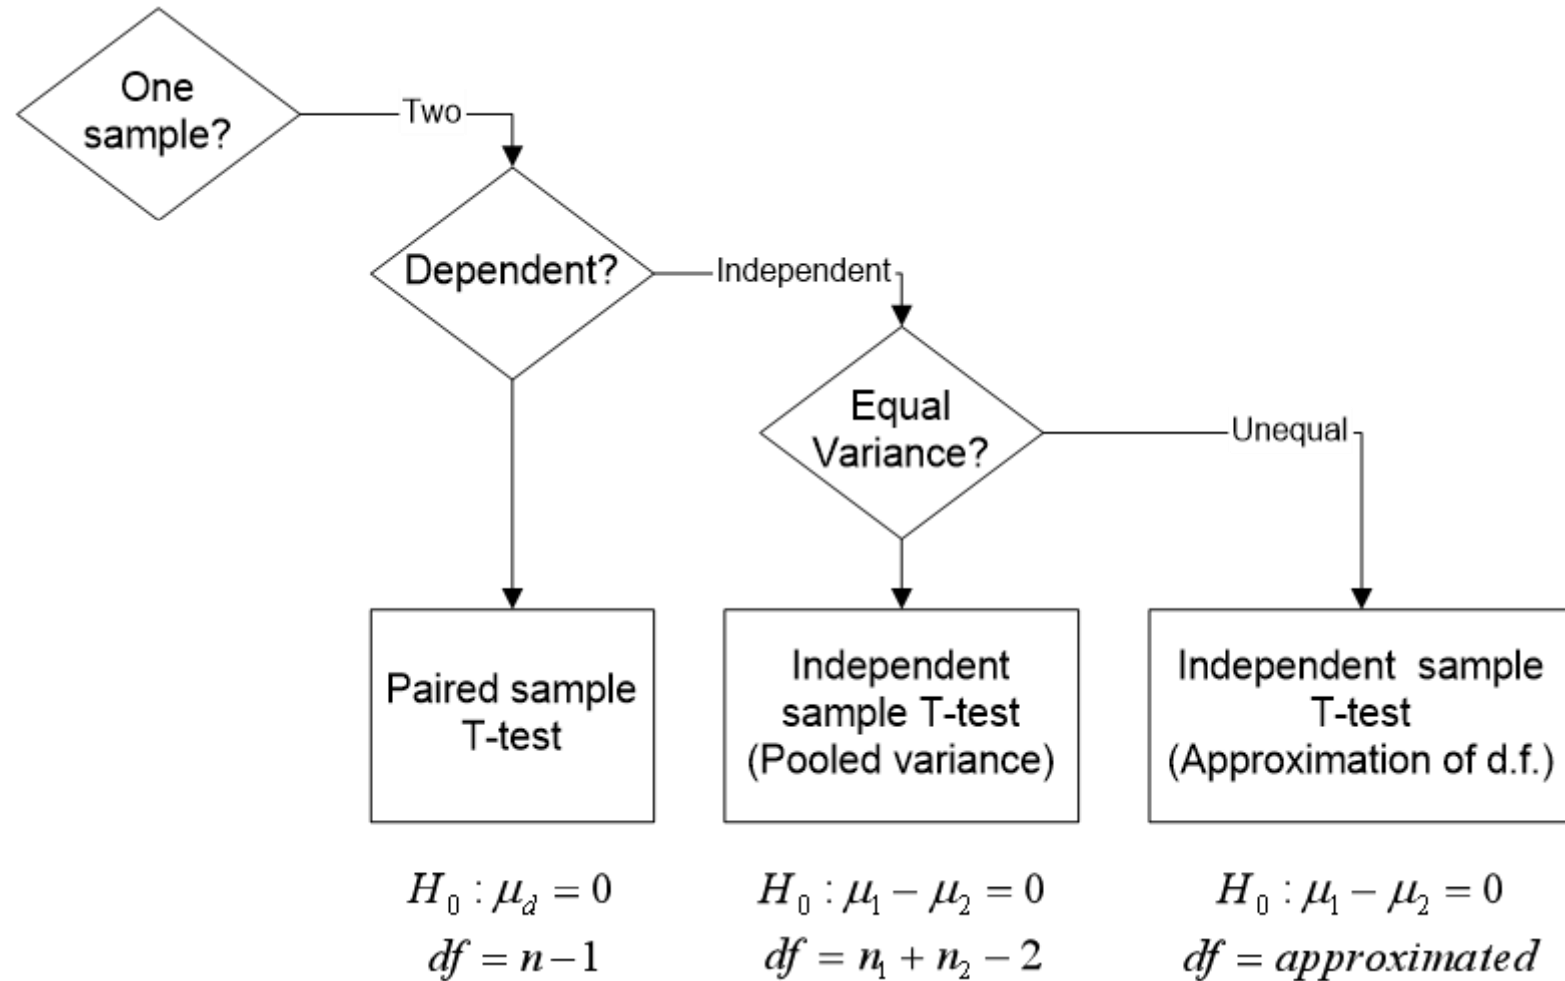 One
sample?
Two
Dependent?
Independent
Equal
Variance?
Unequal
Paired sample
T-test
Independent
sample T-test
(Pooled variance)
Independent sample
T-test
(Approximation of d.f.)
H₀ : μ_d = 0
df = n − 1
H₀ : μ₁ − μ₂ = 0
df = n₁ + n₂ − 2
H₀ : μ₁ − μ₂ = 0
df = approximated